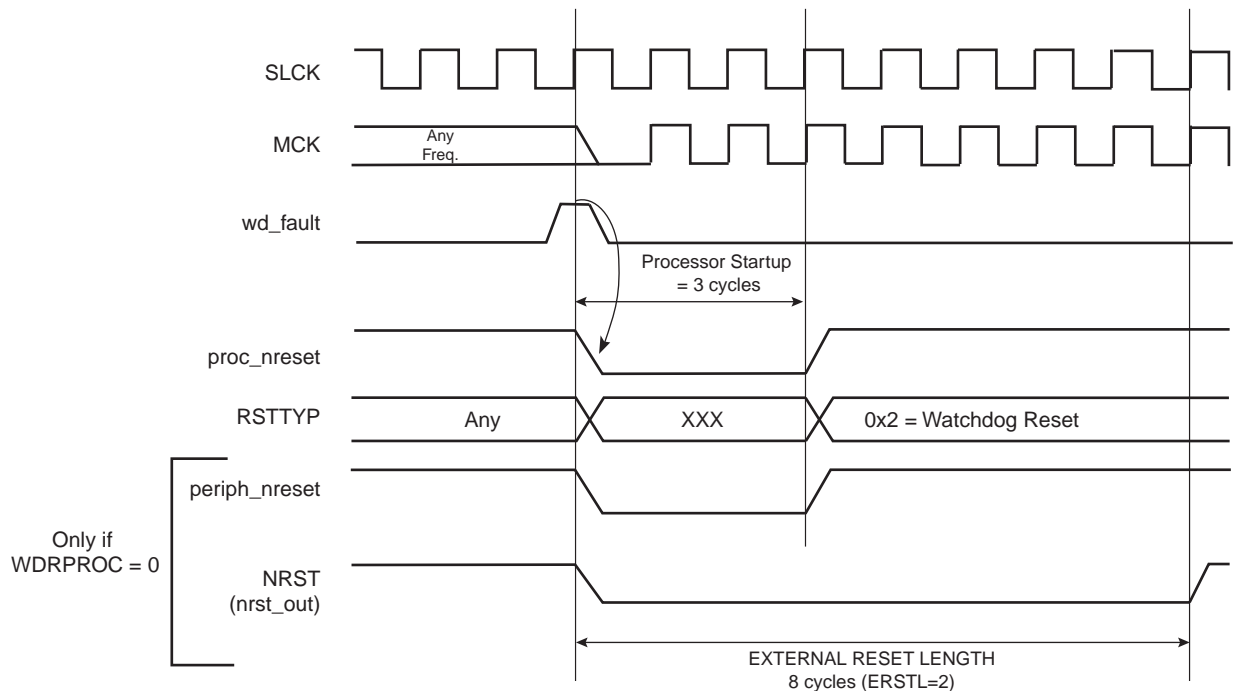 SLCK
MCK
Any
Freq.
wd_fault
Processor Startup
= 3 cycles
proc_nreset
RSTTYP
Any
XXX
0x2 = Watchdog Reset
periph_nreset
Only if
WDRPROC = 0
NRST
(nrst_out)
EXTERNAL RESET LENGTH
8 cycles (ERSTL=2)